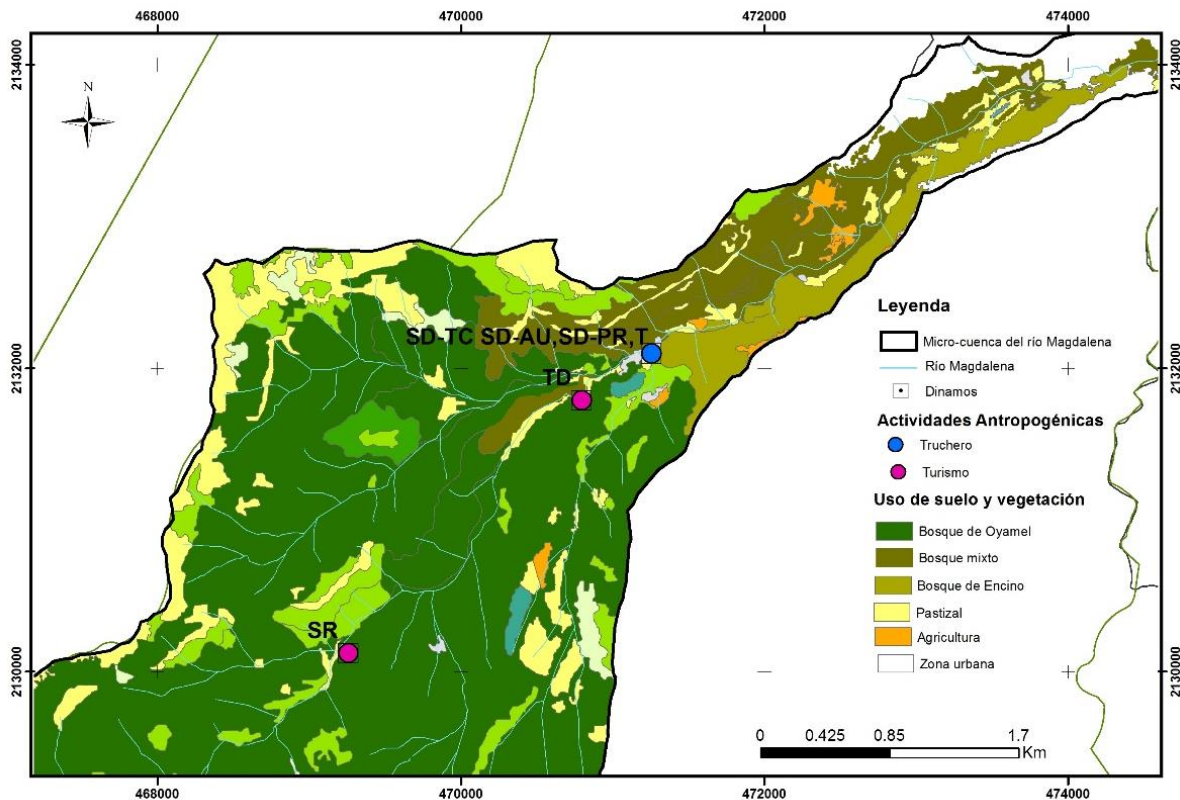 468000 470000 472000 474000
2134000 2134000
N
2132000 2132000
2130000 2130000
SD-TC SD-AU,SD-PR,T
TD
SR
Leyenda
Micro-cuenca del río Magdalena
Río Magdalena
Dinamos
Actividades Antropogénicas
Truchero
Turismo
Uso de suelo y vegetación
Bosque de Oyamel
Bosque mixto
Bosque de Encino
Pastizal
Agricultura
Zona urbana
0 0.425 0.85 1.7
Km
468000 470000 472000 474000